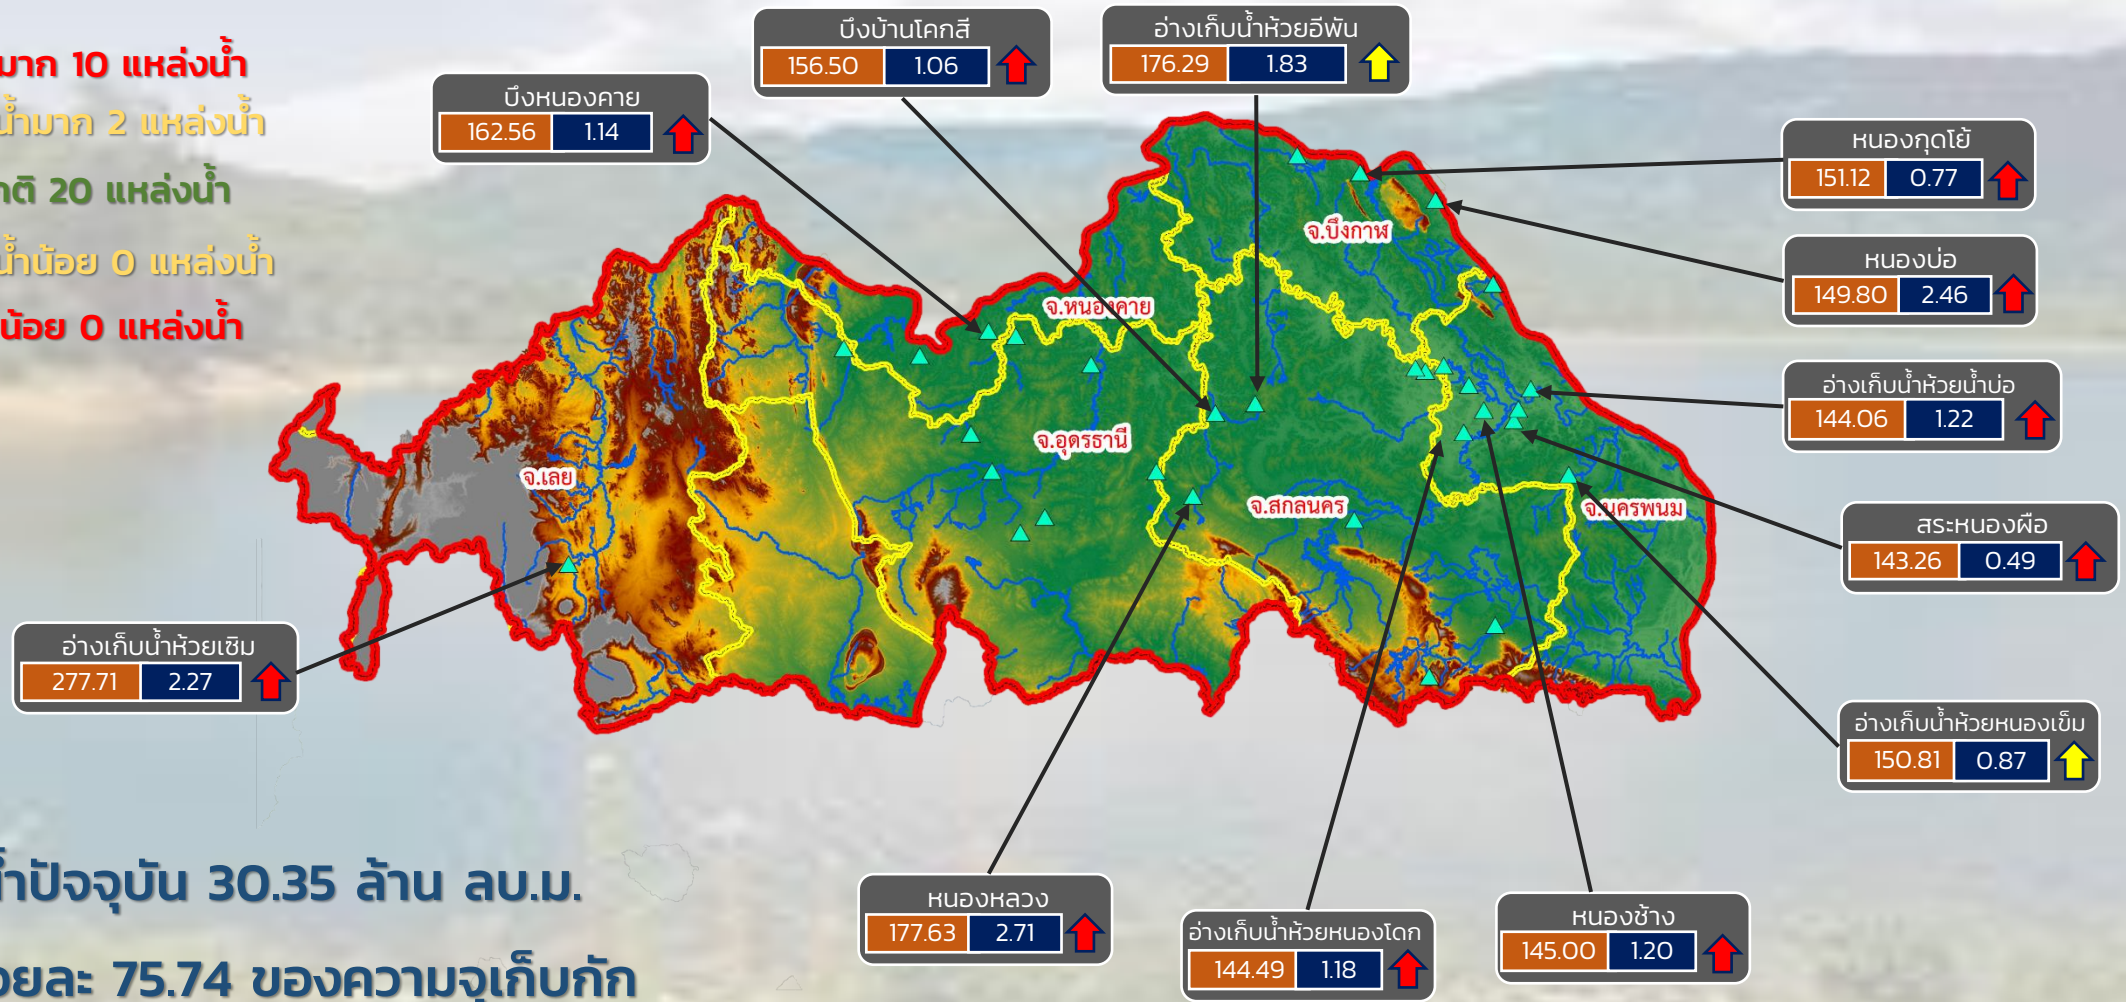 มาก 10 แหล่งน้ำ
น้ำมาก 2 แหล่งน้ำ
กติ 20 แหล่งน้ำ
น้ำน้อย 0 แหล่งน้ำ
น้อย 0 แหล่งน้ำ
บึงหนองคาย
162.56 1.14
บึงบ้านโคกสี
156.50 1.06
อ่างเก็บน้ำห้วยอีพัน
176.29 1.83
หนองกุดโย้
151.12 0.77
หนองบ่อ
149.80 2.46
อ่างเก็บน้ำห้วยน้ำบ่อ
144.06 1.22
สระหนองผือ
143.26 0.49
อ่างเก็บน้ำห้วยหนองเข็ม
150.81 0.87
หนองช้าง
145.00 1.20
อ่างเก็บน้ำห้วยหนองโดก
144.49 1.18
หนองหลวง
177.63 2.71
อ่างเก็บน้ำห้วยเซิม
277.71 2.27
จ.บึงกาฬ
จ.หนองคาย
จ.อุดรธานี
จ.เลย
จ.สกลนคร
จ.นครพนม
น้ำปัจจุบัน 30.35 ล้าน ลบ.ม.
ยละ 75.74 ของความจุเก็บกัก